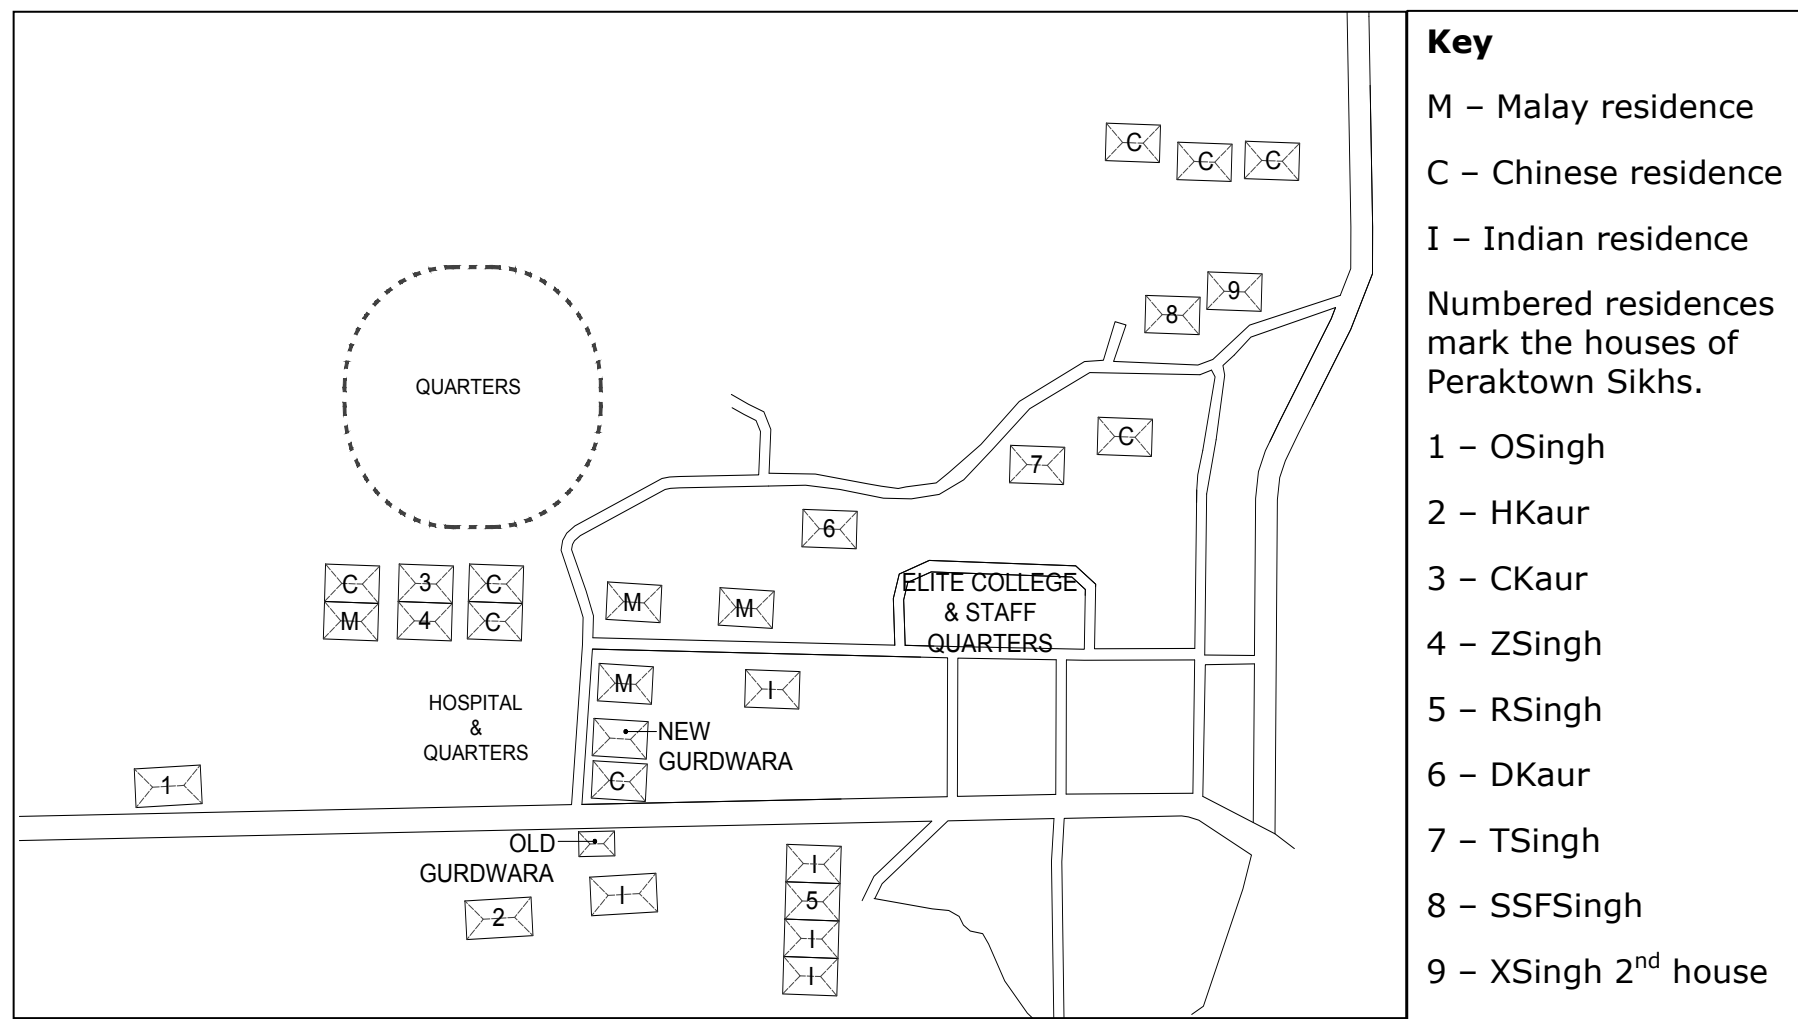 C
C
C
9
8
QUARTERS
C
7
6
C 3 C
M 4 C
M
M
ELITE COLLEGE
& STAFF
QUARTERS
M
I
HOSPITAL
&
QUARTERS
NEW
GURDWARA
1
C
OLD
GURDWARA
I
2
I
5
I
I
Key
M – Malay residence
C – Chinese residence
I – Indian residence
Numbered residences
mark the houses of
Peraktown Sikhs.
1 – OSingh
2 – HKaur
3 – CKaur
4 – ZSingh
5 – RSingh
6 – DKaur
7 – TSingh
8 – SSFSingh
9 – XSingh 2nd house